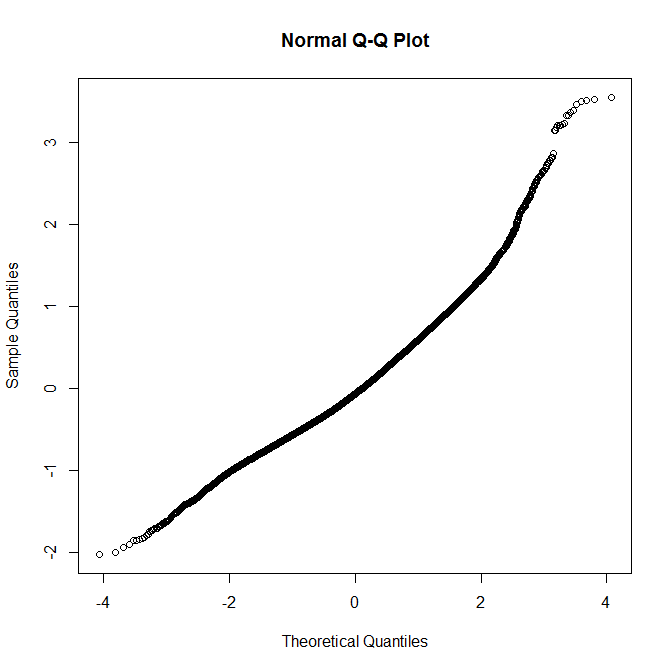 Normal Q-Q Plot
3
2
1
0
-1
-2
Sample Quantiles
-4 -2 0 2 4
Theoretical Quantiles